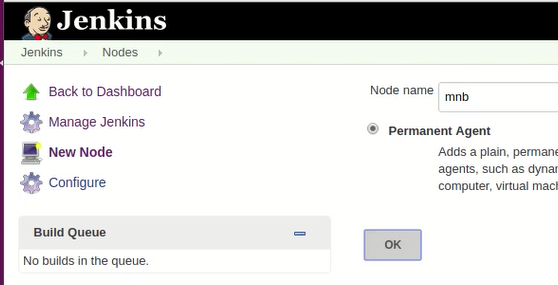 Jenkins
Jenkins Nodes
Back to Dashboard
Manage Jenkins
New Node
Configure
Build Queue
No builds in the queue.
Node name mnb
Permanent Agent
Adds a plain, permane
agents, such as dynar
computer, virtual mach
OK